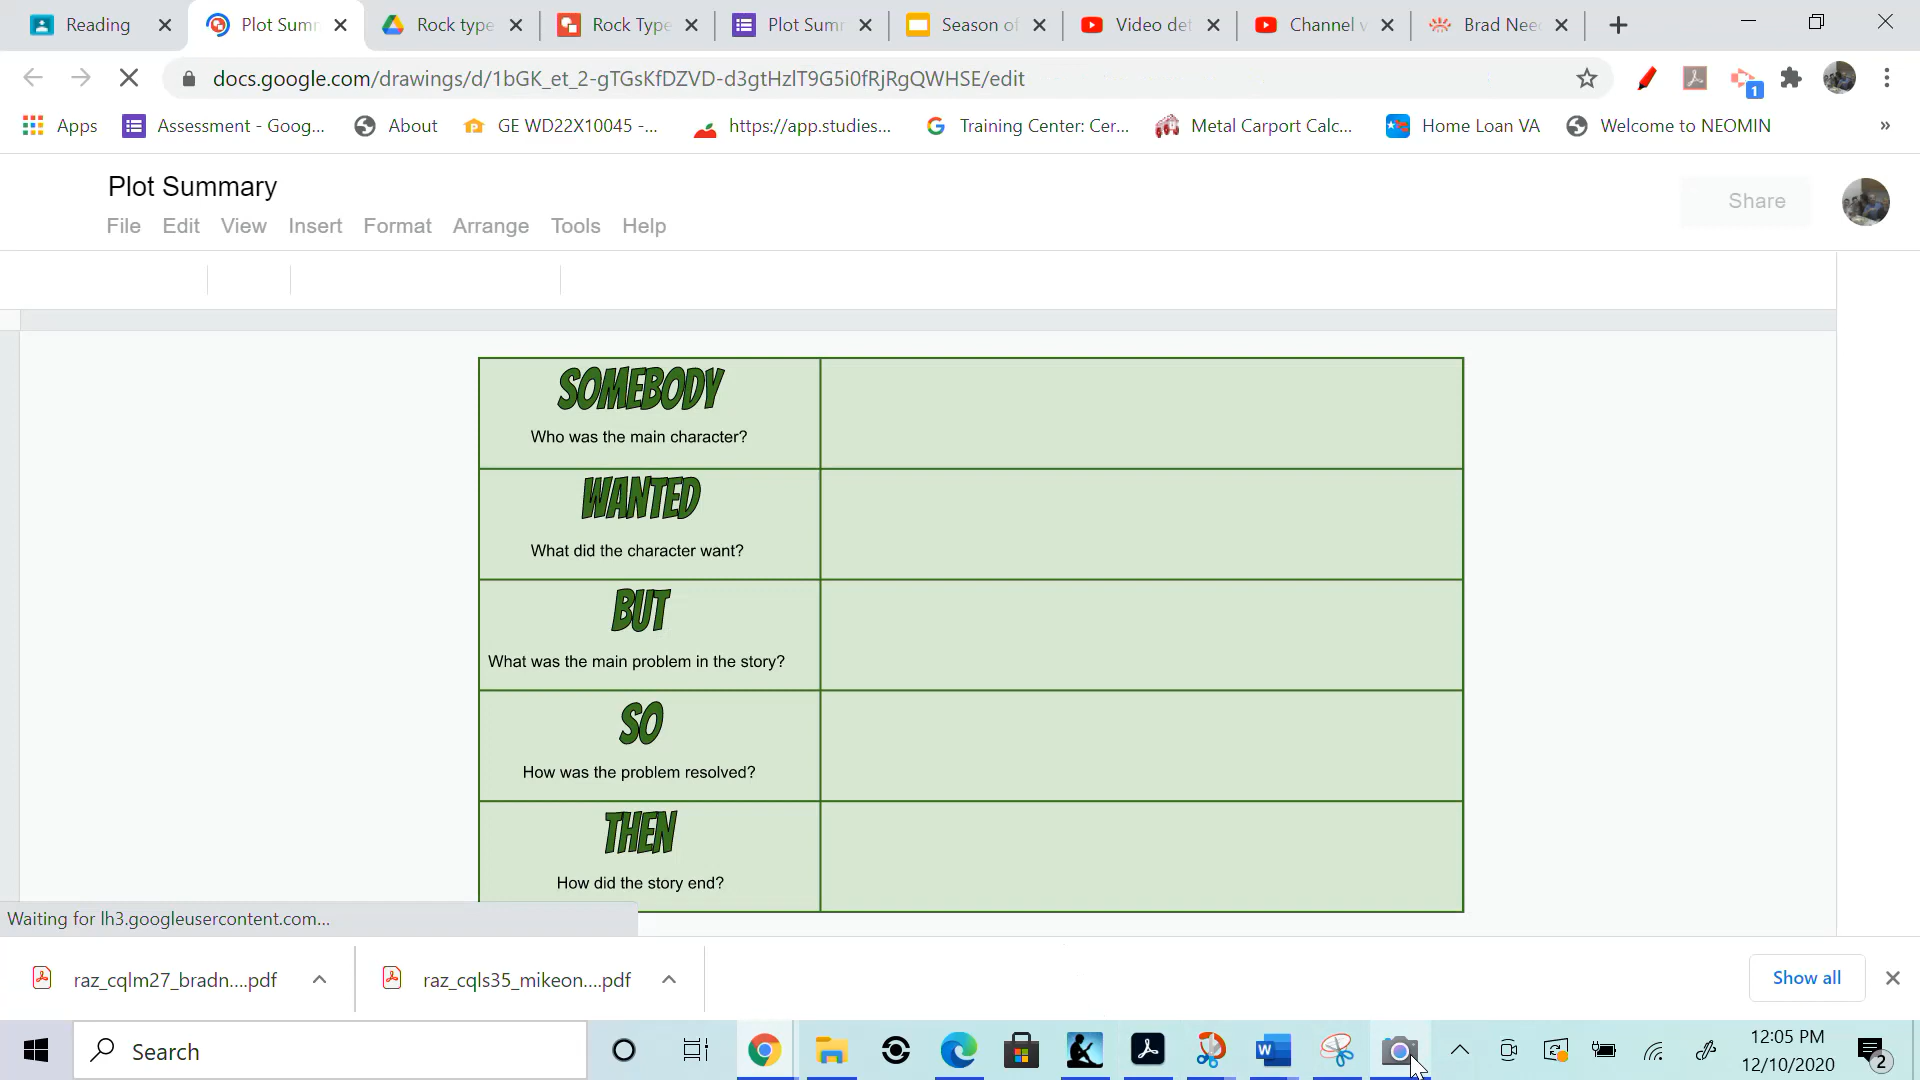 Reading
Plot Sum
Rock type
Rock Type
Plot Sum
Season of
Video det
Channel v
Brad Nee
docs.google.com/drawings/d/1bGK_et_2-gTGsKfDZVD-d3gtHzlT9G5i0fRjRgQWHSE/edit
1
Apps
Assessment - Goog...
About
GE WD22X10045 -...
https://app.studies...
Training Center: Cer...
Metal Carport Calc...
Home Loan VA
Welcome to NEOMIN
»
Plot Summary
File Edit View Insert Format Arrange Tools Help
Share
SOMEBODY
Who was the main character?
WANTED
What did the character want?
BUT
What was the main problem in the story?
SO
How was the problem resolved?
THEN
How did the story end?
Waiting for lh3.googleusercontent.com...
raz_cqlm27_bradn....pdf
raz_cqls35_mikeon....pdf
Show all
Search
12:05 PM
12/10/2020
2